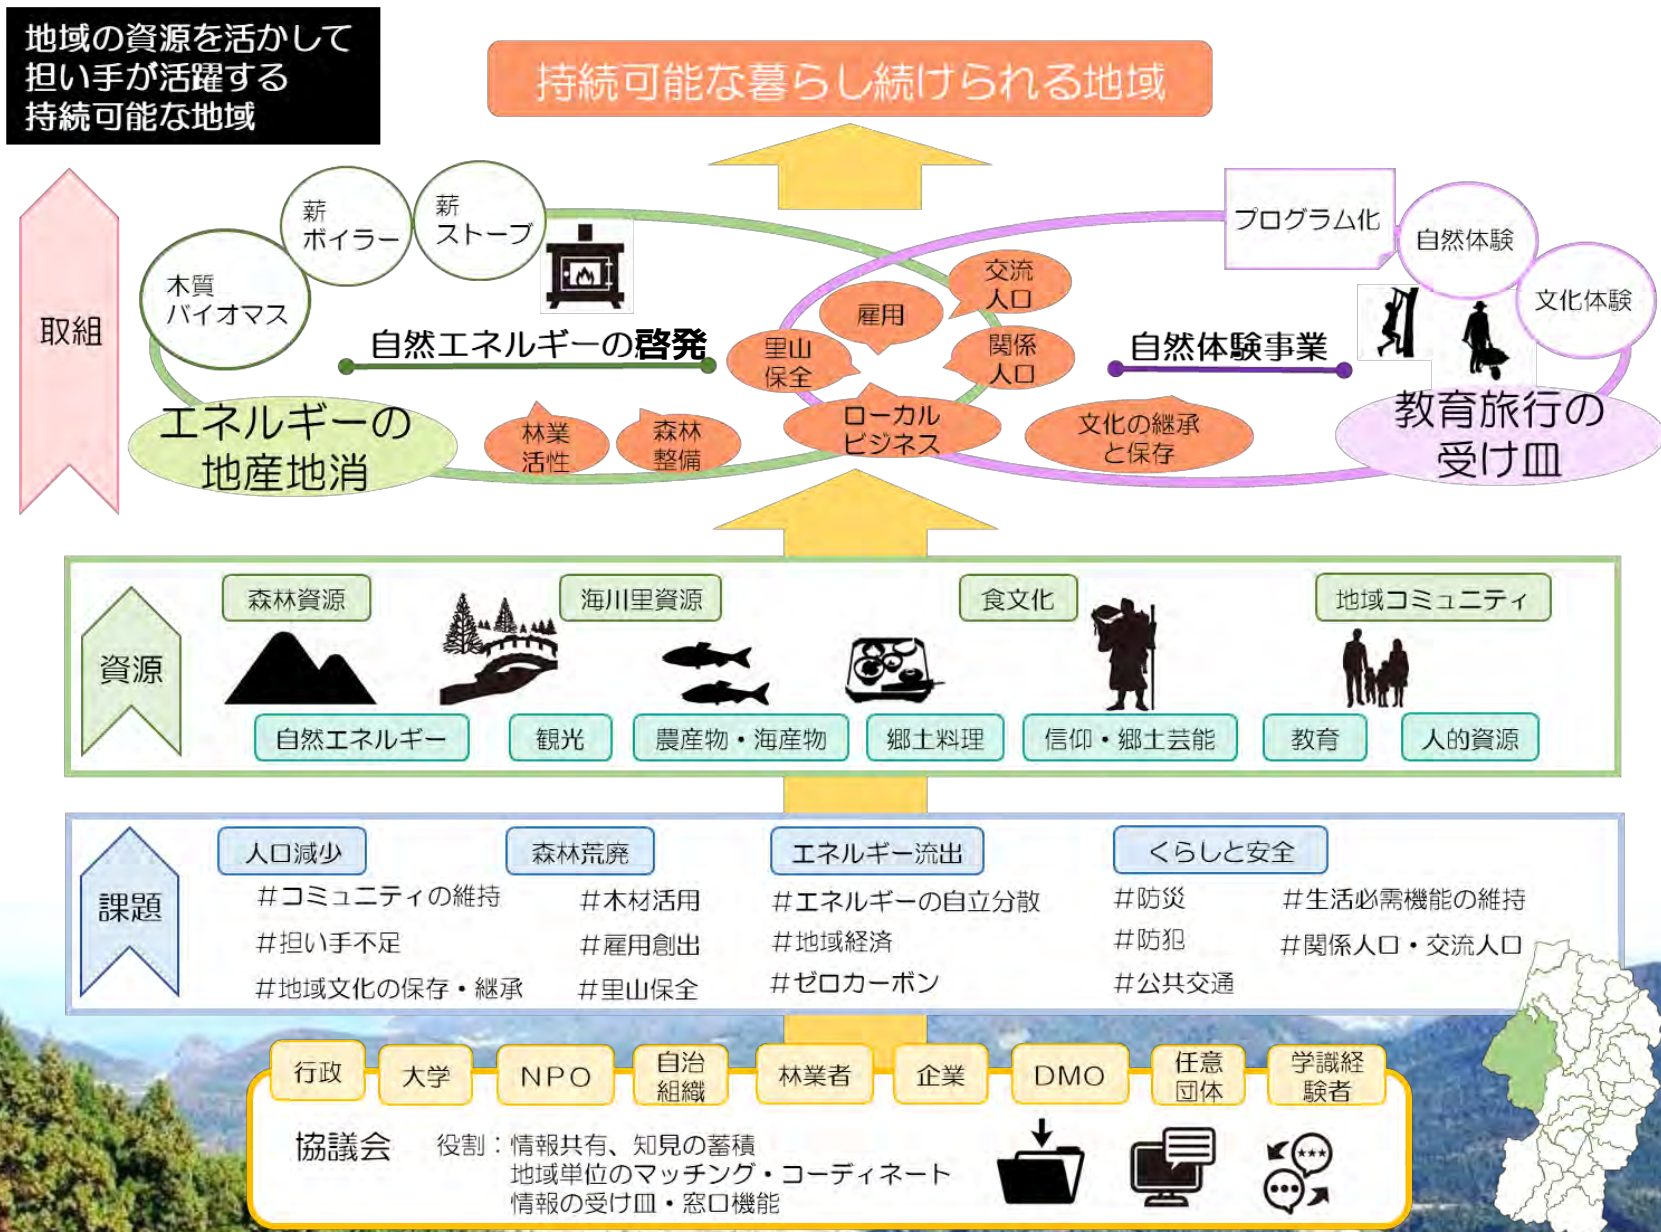 地域の資源を活かして
担い手が活躍する
持続可能な地域
持続可能な暮らし続けられる地域
取組
木質
バイオマス
薪
ボイラー
薪
ストーブ
自然エネルギーの啓発
エネルギーの
地産地消
林業
活性
森林
整備
里山
保全
雇用
交流
人口
関係
人口
ローカル
ビジネス
文化の継承
と保存
自然体験事業
プログラム化
自然体験
文化体験
教育旅行の
受け皿
資源
森林資源
海川里資源
食文化
地域コミュニティ
自然エネルギー
観光
農産物・海産物
郷土料理
信仰・郷土芸能
教育
人的資源
課題
人口減少
#コミュニティの維持
#担い手不足
#地域文化の保存・継承
森林荒廃
#木材活用
#雇用創出
#里山保全
エネルギー流出
#エネルギーの自立分散
#地域経済
#ゼロカーボン
くらしと安全
#防災
#防犯
#公共交通
#生活必需機能の維持
#関係人口・交流人口
行政
大学
NPO
自治
組織
林業者
企業
DMO
任意
団体
学識経
験者
協議会
役割：情報共有、知見の蓄積
地域単位のマッチング・コーディネート
情報の受け皿・窓口機能